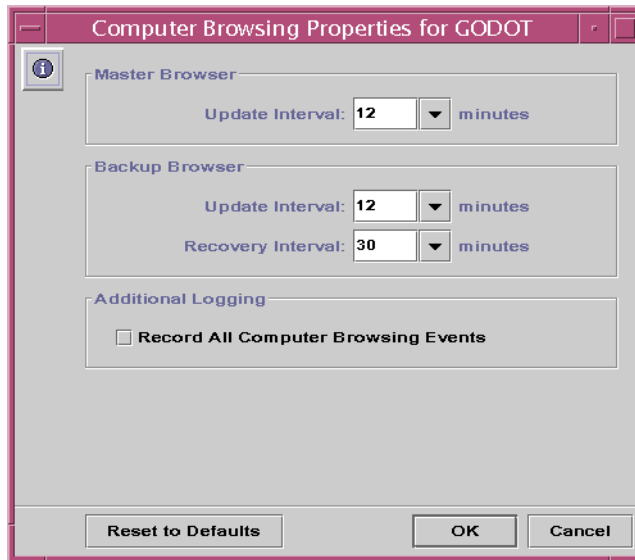 Computer Browsing Properties for GODOT
Master Browser
Update Interval: 12 minutes
Backup Browser
Update Interval: 12 minutes
Recovery Interval: 30 minutes
Additional Logging
Record All Computer Browsing Events
Reset to Defaults OK Cancel